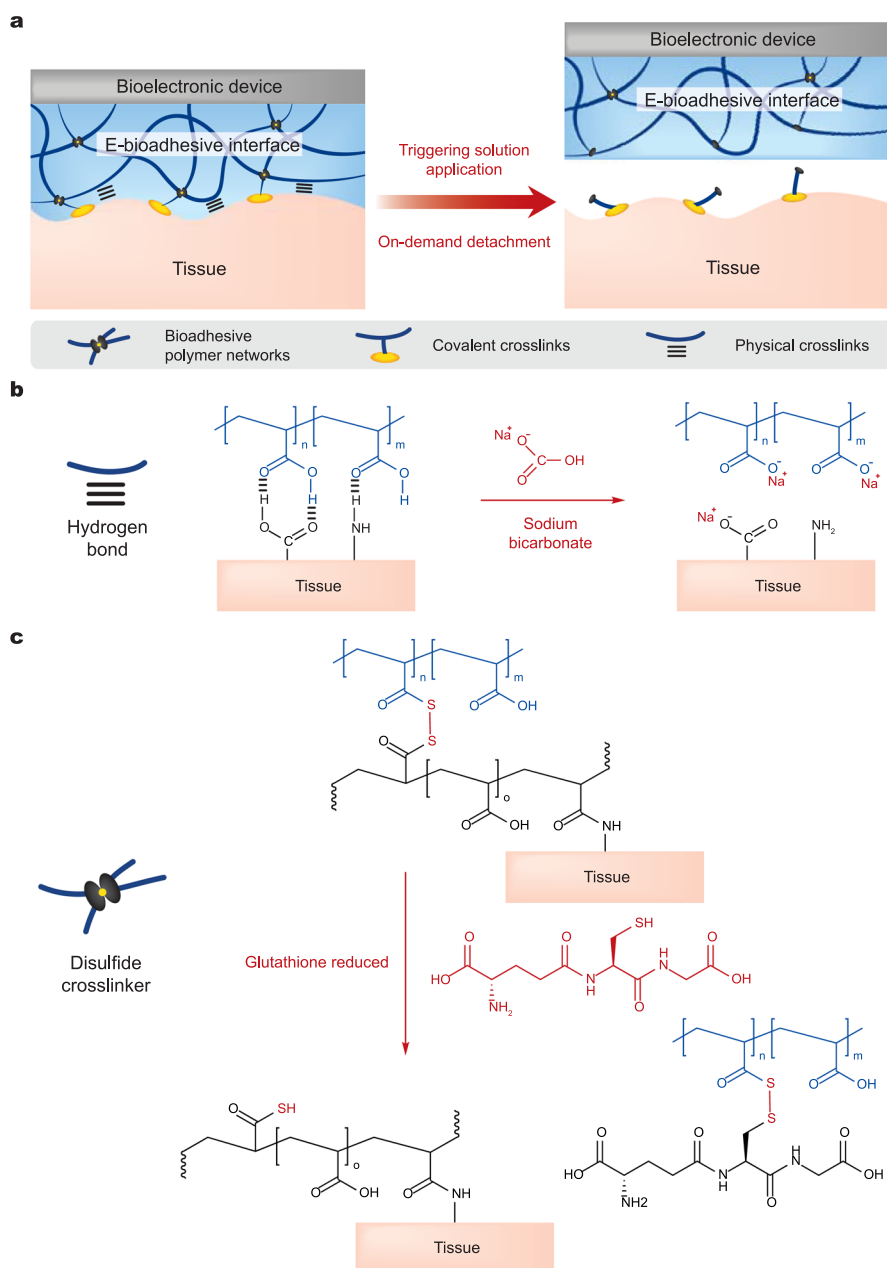 a
Bioelectronic device
E-bioadhesive interface
Tissue
Triggering solution
application
On-demand detachment
Bioelectronic device
E-bioadhesive interface
Tissue
Bioadhesive
polymer networks
Covalent crosslinks
Physical crosslinks
b
Hydrogen
bond
n
m
O
O
O
O
H
H
H
H
O
C
O
NH
Tissue
Na+
O-
C
OH
O
Sodium
bicarbonate
n
m
O
O-
Na+
O
O-
Na+
Na+
O-
C
O
NH2
Tissue
c
Disulfide
crosslinker
n
m
O
S
O
OH
S
O
o
O
OH
O
NH
Tissue
Glutathione reduced
SH
O
O
O
HO
N
H
H
N
OH
NH2
O
O
SH
o
O
OH
O
NH
Tissue
n
m
O
S
O
OH
S
O
O
O
HO
N
H
H
N
OH
NH2
O